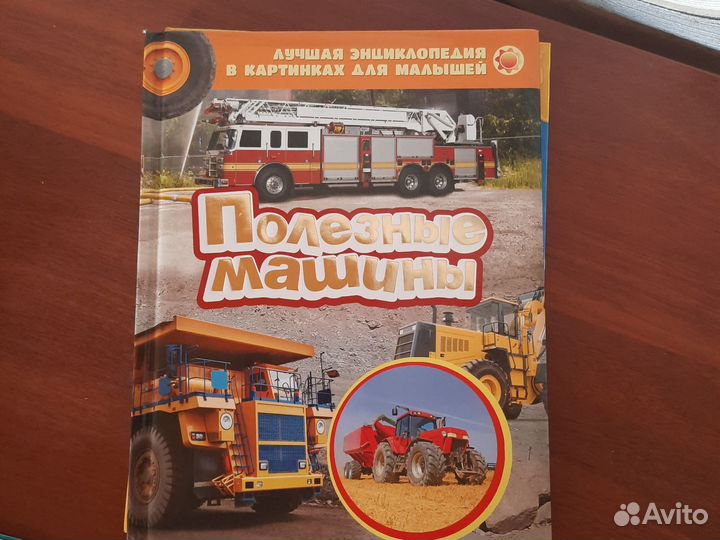 ЛУЧШАЯ ЭНЦИКЛОПЕДИЯ
В КАРТИНКАХ ДЛЯ МАЛЫШЕЙ
Полезные
машины
Avito